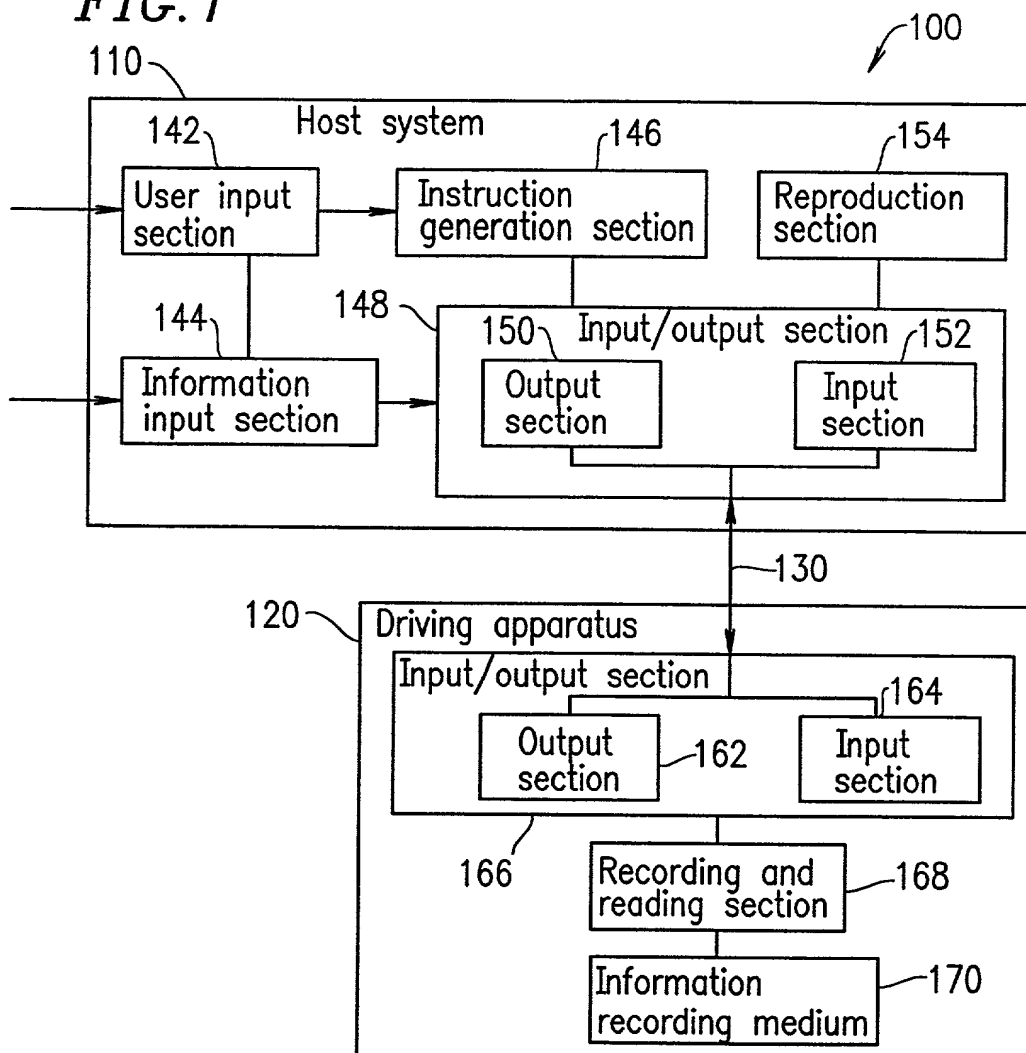 FIG. 1
100
110
Host system
142
146
154
User input
section
Instruction
generation section
Reproduction
section
144
148
Input/output section
150
152
Information
input section
Output
section
Input
section
130
120
Driving apparatus
Input/output section
164
Output
section
162
Input
section
166
Recording and
reading section
168
Information
recording medium
170